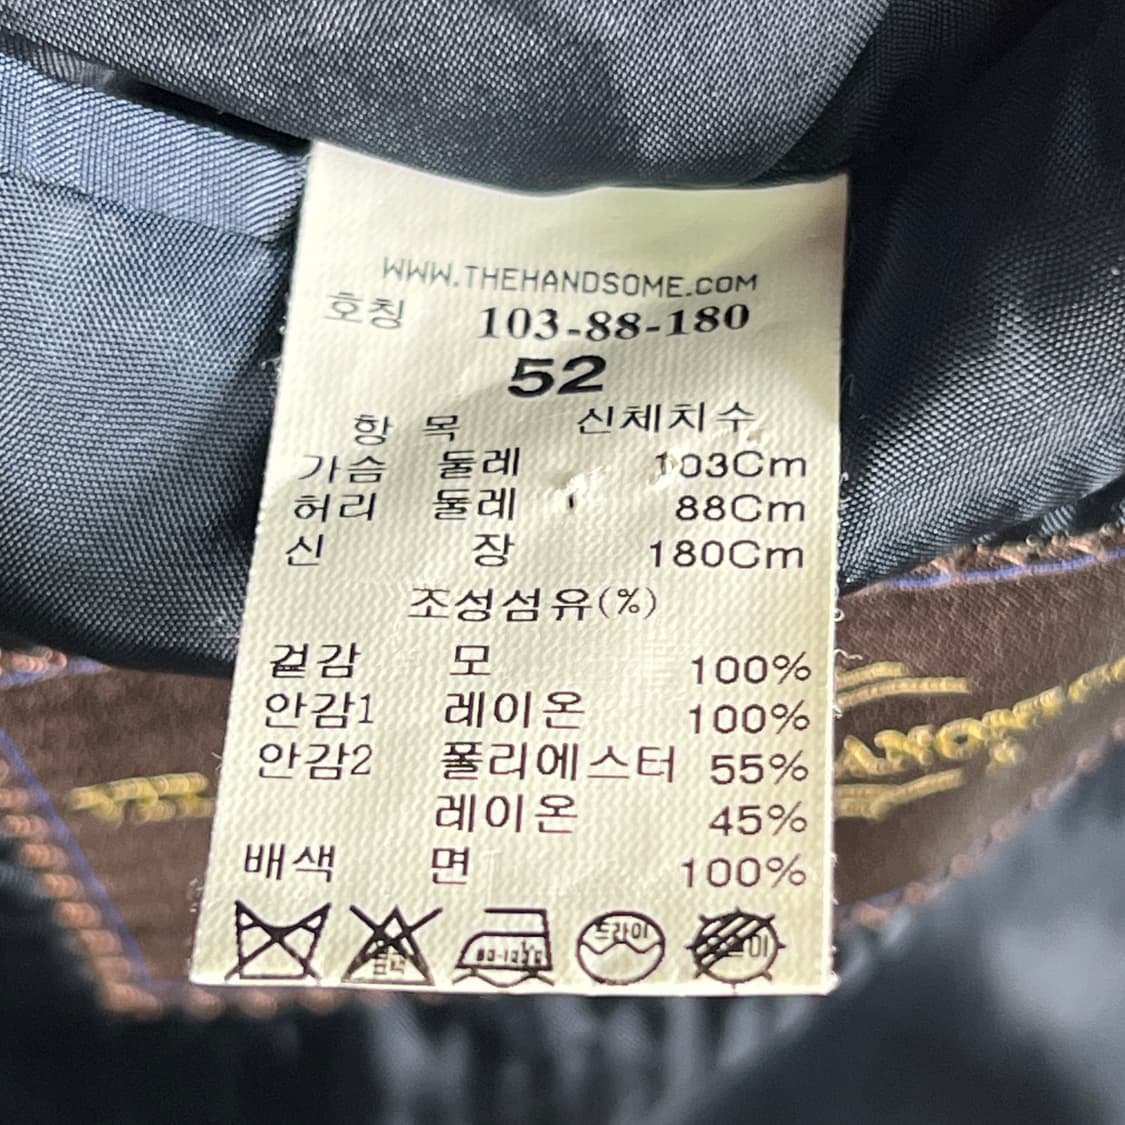 WWW.THEHANDSOME.COM
호칭 103-88-180
52
항 목 신체치수
가슴 둘레 103Cm
허리 둘레 88Cm
신 장 180Cm
조성섬유(%)
겉감 모 100%
안감1 레이온 100%
안감2 폴리에스터 55%
레이온 45%
배색 면 100%
드라이